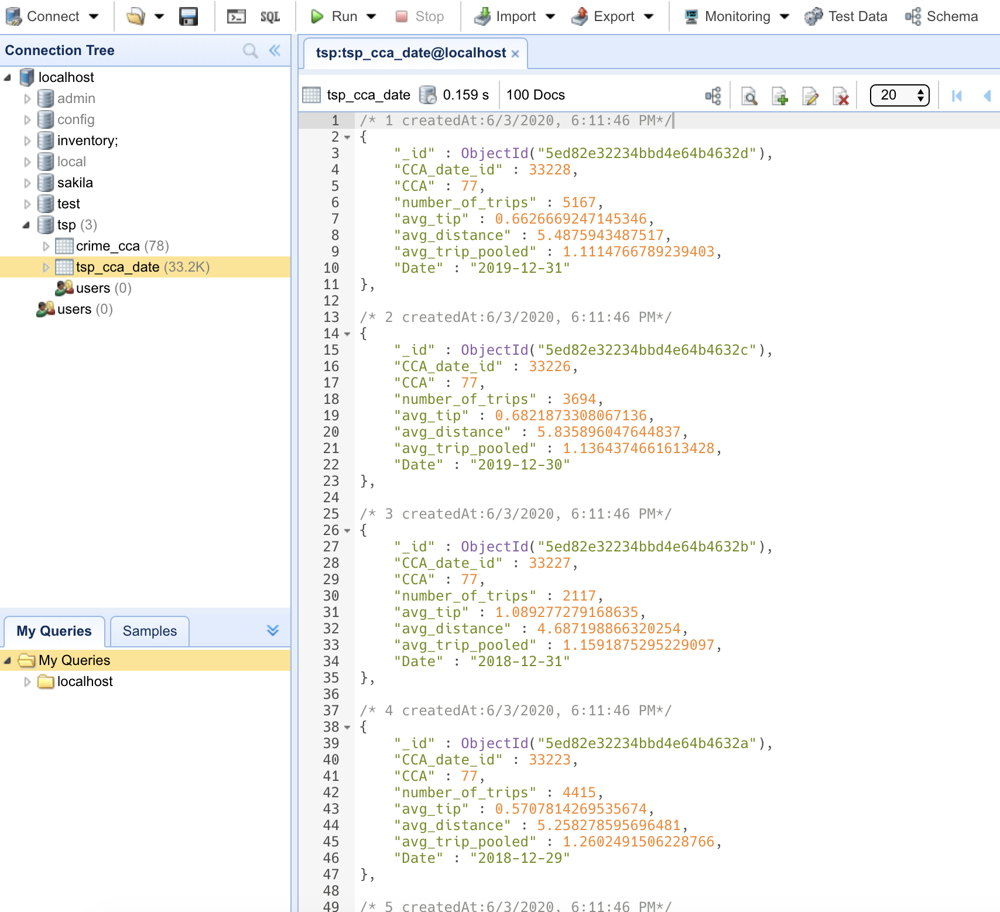 Connect SQL Run Stop Import Export Monitoring Test Data Schema
Connection Tree
localhost
admin
config
inventory;
local
sakila
test
tsp (3)
crime_cca (78)
tsp_cca_date (33.2K)
users (0)
users (0)
My Queries Samples
My Queries
localhost
tsp:tsp_cca_date@localhost ×
tsp_cca_date 0.159 s 100 Docs 20
1 /* 1 createdAt:6/3/2020, 6:11:46 PM*/
2 {
3 "_id" : ObjectId("5ed82e32234bbd4e64b4632d"),
4 "CCA_date_id" : 33228,
5 "CCA" : 77,
6 "number_of_trips" : 5167,
7 "avg_tip" : 0.6626669247145346,
8 "avg_distance" : 5.4875943487517,
9 "avg_trip_pooled" : 1.1114766789239403,
10 "Date" : "2019-12-31"
11 },
12
13 /* 2 createdAt:6/3/2020, 6:11:46 PM*/
14 {
15 "_id" : ObjectId("5ed82e32234bbd4e64b4632c"),
16 "CCA_date_id" : 33226,
17 "CCA" : 77,
18 "number_of_trips" : 3694,
19 "avg_tip" : 0.6821873308067136,
20 "avg_distance" : 5.835896047644837,
21 "avg_trip_pooled" : 1.1364374661613428,
22 "Date" : "2019-12-30"
23 },
24
25 /* 3 createdAt:6/3/2020, 6:11:46 PM*/
26 {
27 "_id" : ObjectId("5ed82e32234bbd4e64b4632b"),
28 "CCA_date_id" : 33227,
29 "CCA" : 77,
30 "number_of_trips" : 2117,
31 "avg_tip" : 1.089277279168635,
32 "avg_distance" : 4.687198866320254,
33 "avg_trip_pooled" : 1.1591875295229097,
34 "Date" : "2018-12-31"
35 },
36
37 /* 4 createdAt:6/3/2020, 6:11:46 PM*/
38 {
39 "_id" : ObjectId("5ed82e32234bbd4e64b4632a"),
40 "CCA_date_id" : 33223,
41 "CCA" : 77,
42 "number_of_trips" : 4415,
43 "avg_tip" : 0.5707814269535674,
44 "avg_distance" : 5.258278595696481,
45 "avg_trip_pooled" : 1.2602491506228766,
46 "Date" : "2018-12-29"
47 },
48
49 /* 5 createdAt:6/3/2020, 6:11:46 PM*/